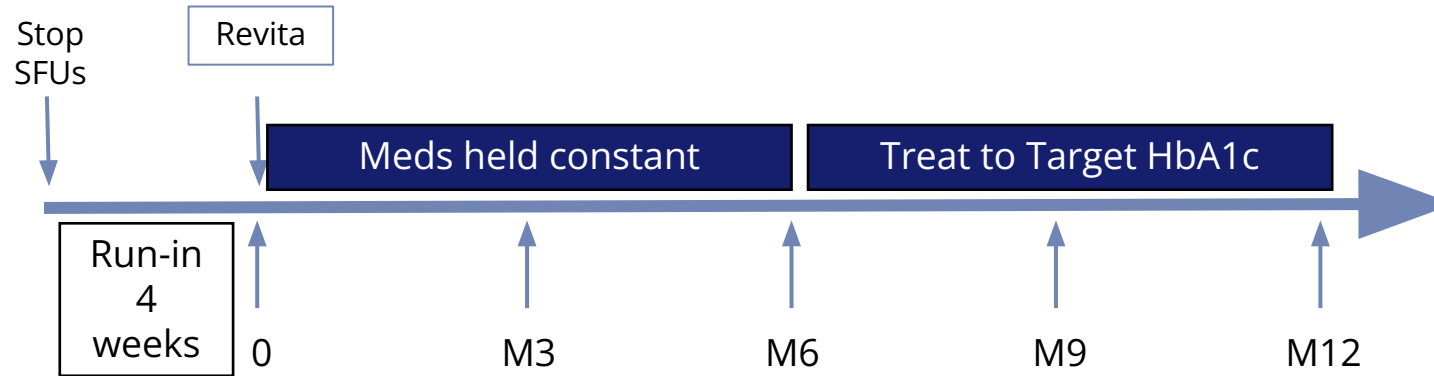 Stop
SFUs
Revita
Meds held constant
Treat to Target HbA1c
Run-in
4
weeks
0
M3
M6
M9
M12